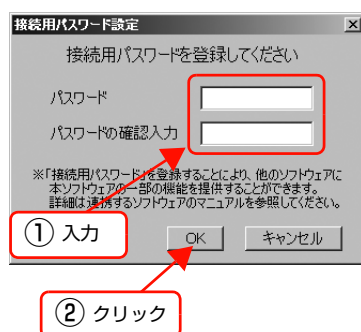 接続用パスワード設定
接続用パスワードを登録してください
パスワード
パスワードの確認入力
※「接続用パスワード」を登録することにより、他のソフトウェアに
本ソフトウェアの一部の機能を提供することができます。
詳細は連携するソフトウェアのマニュアルを参照してください。
① 入力
OK キャンセル
② クリック